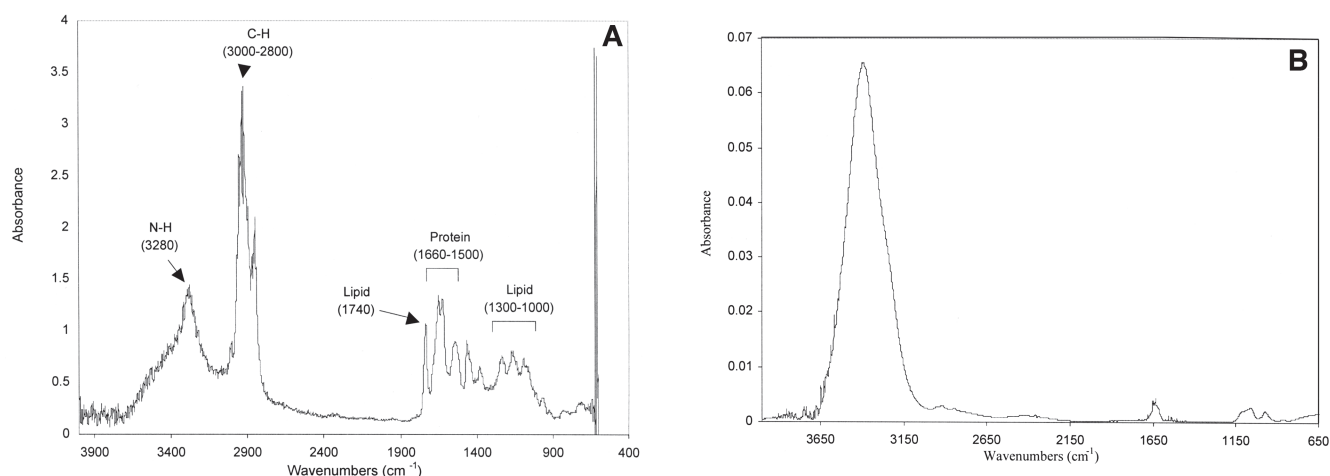 A
4
3.5
3
2.5
2
1.5
1
0.5
0
Absorbance
C-H
(3000-2800)
N-H
(3280)
Lipid
(1740)
Protein
(1660-1500)
Lipid
(1300-1000)
3900 3400 2900 2400 1900 1400 900 400
Wavenumbers (cm -1)
B
0.07
0.06
0.05
0.04
0.03
0.02
0.01
0
Absorbance
3650 3150 2650 2150 1650 1150 650
Wavenumbers (cm-1)